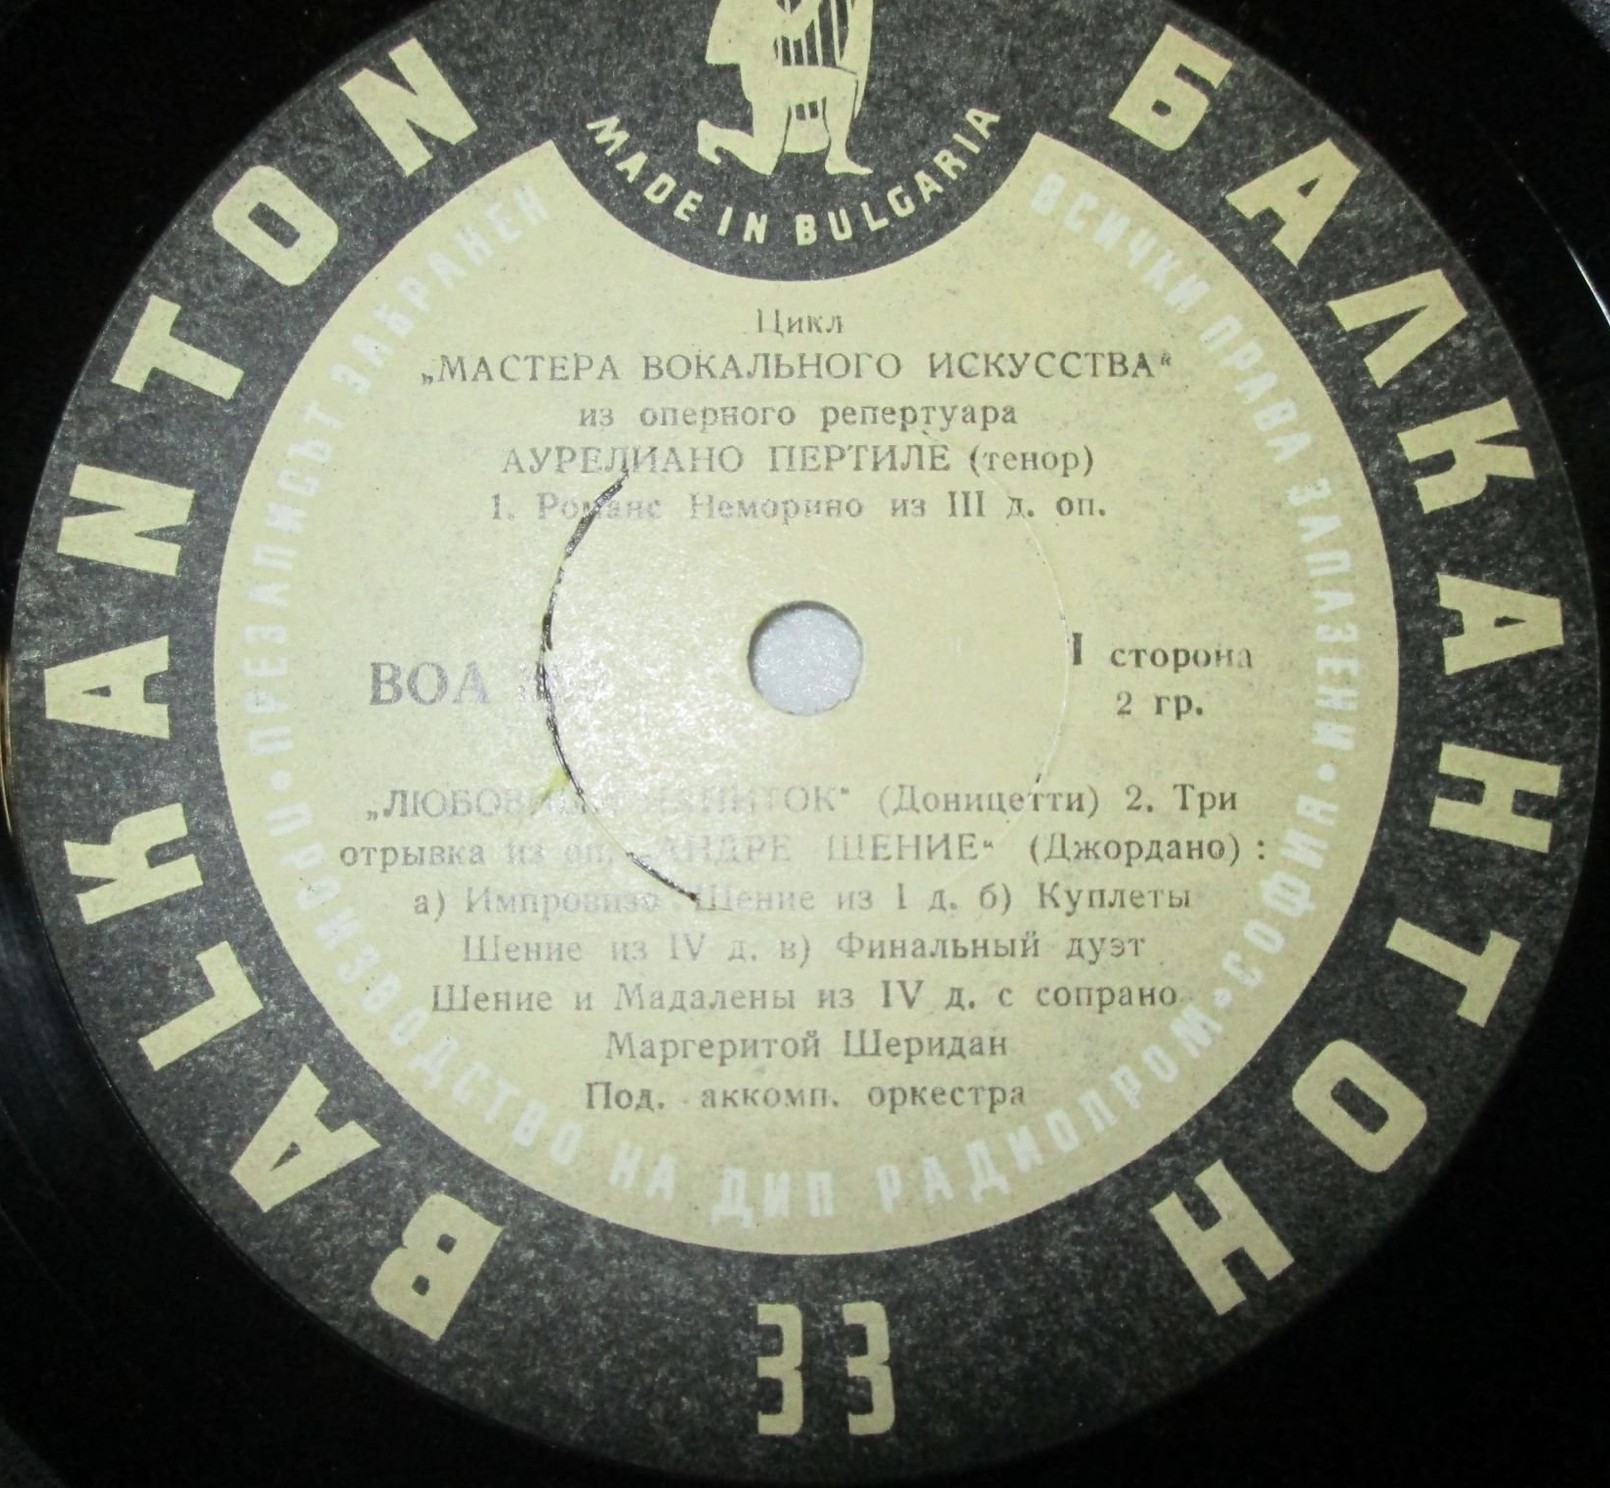 BALKANTON
БАЛКАНТОН
MADE IN BULGARIA
ВСИЧКИ ПРАВА ЗАПАЗЕНИ • СОФИЯ •
• ПРЕЗАПИСЪТ ЗАБРАНЕН
ПРОИЗВОДСТВО НА ДИП РАДИОПРОМ
Цикл
„МАСТЕРА ВОКАЛЬНОГО ИСКУССТВА“
из оперного репертуара
АУРЕЛИАНО ПЕРТИЛЕ (тенор)
1. Романс Неморино из III д. оп.
ВОА
I сторона
2 гр.
„ЛЮБОВНЫЙ НАПИТОК“ (Доницетти) 2. Три
отрывка из оп. „АНДРЕ ШЕНИЕ“ (Джордано) :
а) Импровизо Шение из I д. б) Куплеты
Шение из IV д. в) Финальный дуэт
Шение и Мадалены из IV д. с сопрано
Маргеритой Шеридан
Под. аккомп. оркестра
33